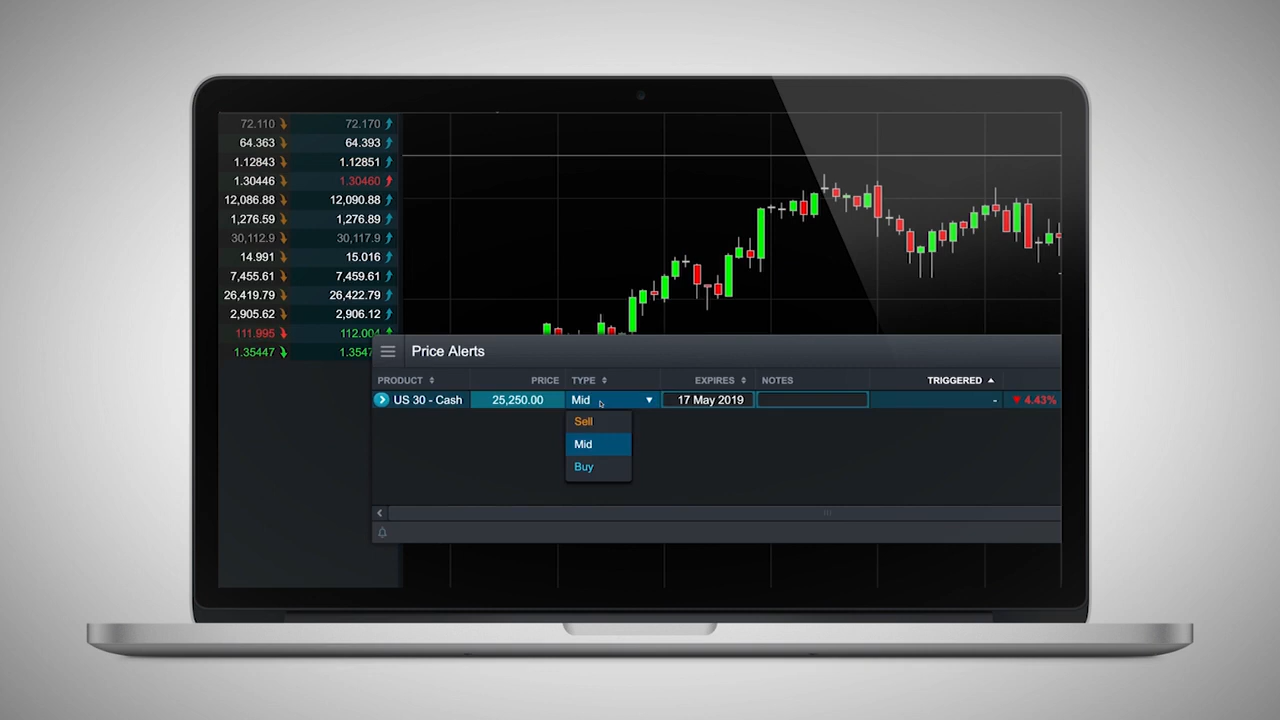 72.110 72.170
64.363 64.393
1.12843 1.12851
1.30446 1.30460
12,086.88 12,090.88
1,276.59 1,276.89
30,112.9 30,117.9
14.991 15.016
7,455.61 7,459.61
26,419.79 26,422.79
2,905.62 2,906.12
111.995 112.004
1.35447 1.3547
Price Alerts
PRODUCT PRICE TYPE EXPIRES NOTES TRIGGERED
US 30 - Cash 25,250.00 Mid 17 May 2019 - 4.43%
Sell
Mid
Buy